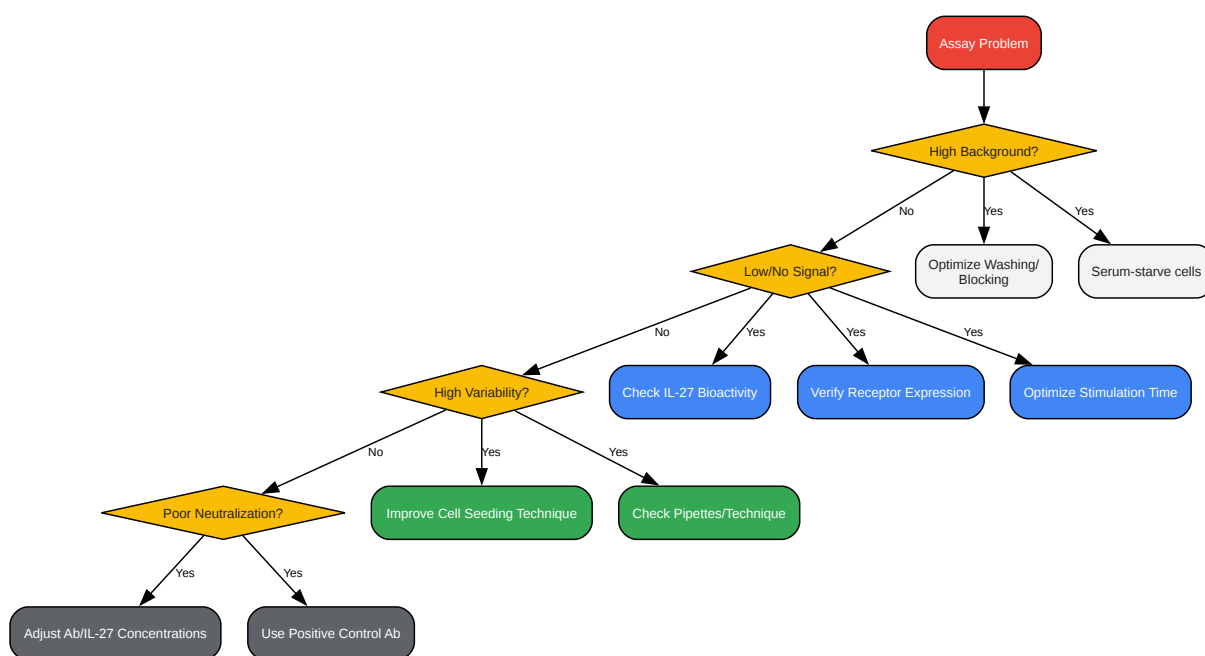 Assay Problem
High Background?
No
Yes
Yes
Low/No Signal?
Optimize Washing/
Blocking
Serum-starve cells
No
Yes
Yes
Yes
High Variability?
Check IL-27 Bioactivity
Verify Receptor Expression
Optimize Stimulation Time
No
Yes
Yes
Poor Neutralization?
Improve Cell Seeding Technique
Check Pipettes/Technique
Yes
Yes
Adjust Ab/IL-27 Concentrations
Use Positive Control Ab